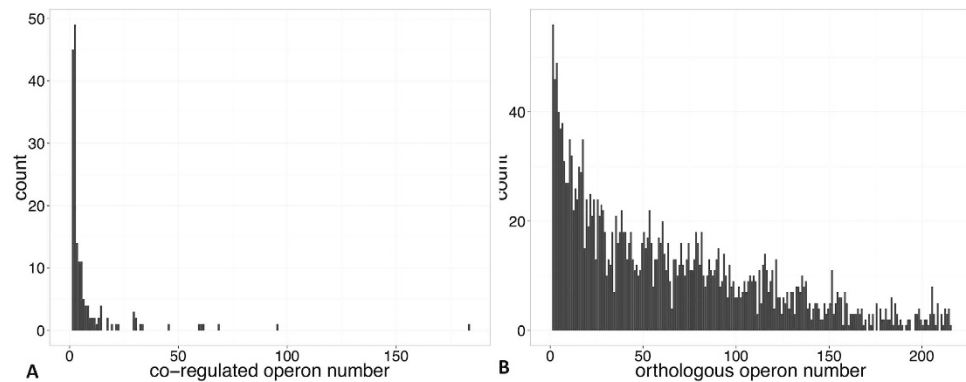 50
40
30
20
10
0
count
0 50 100 150
co-regulated operon number
A
40
20
0
count
0 50 100 150 200
orthologous operon number
B